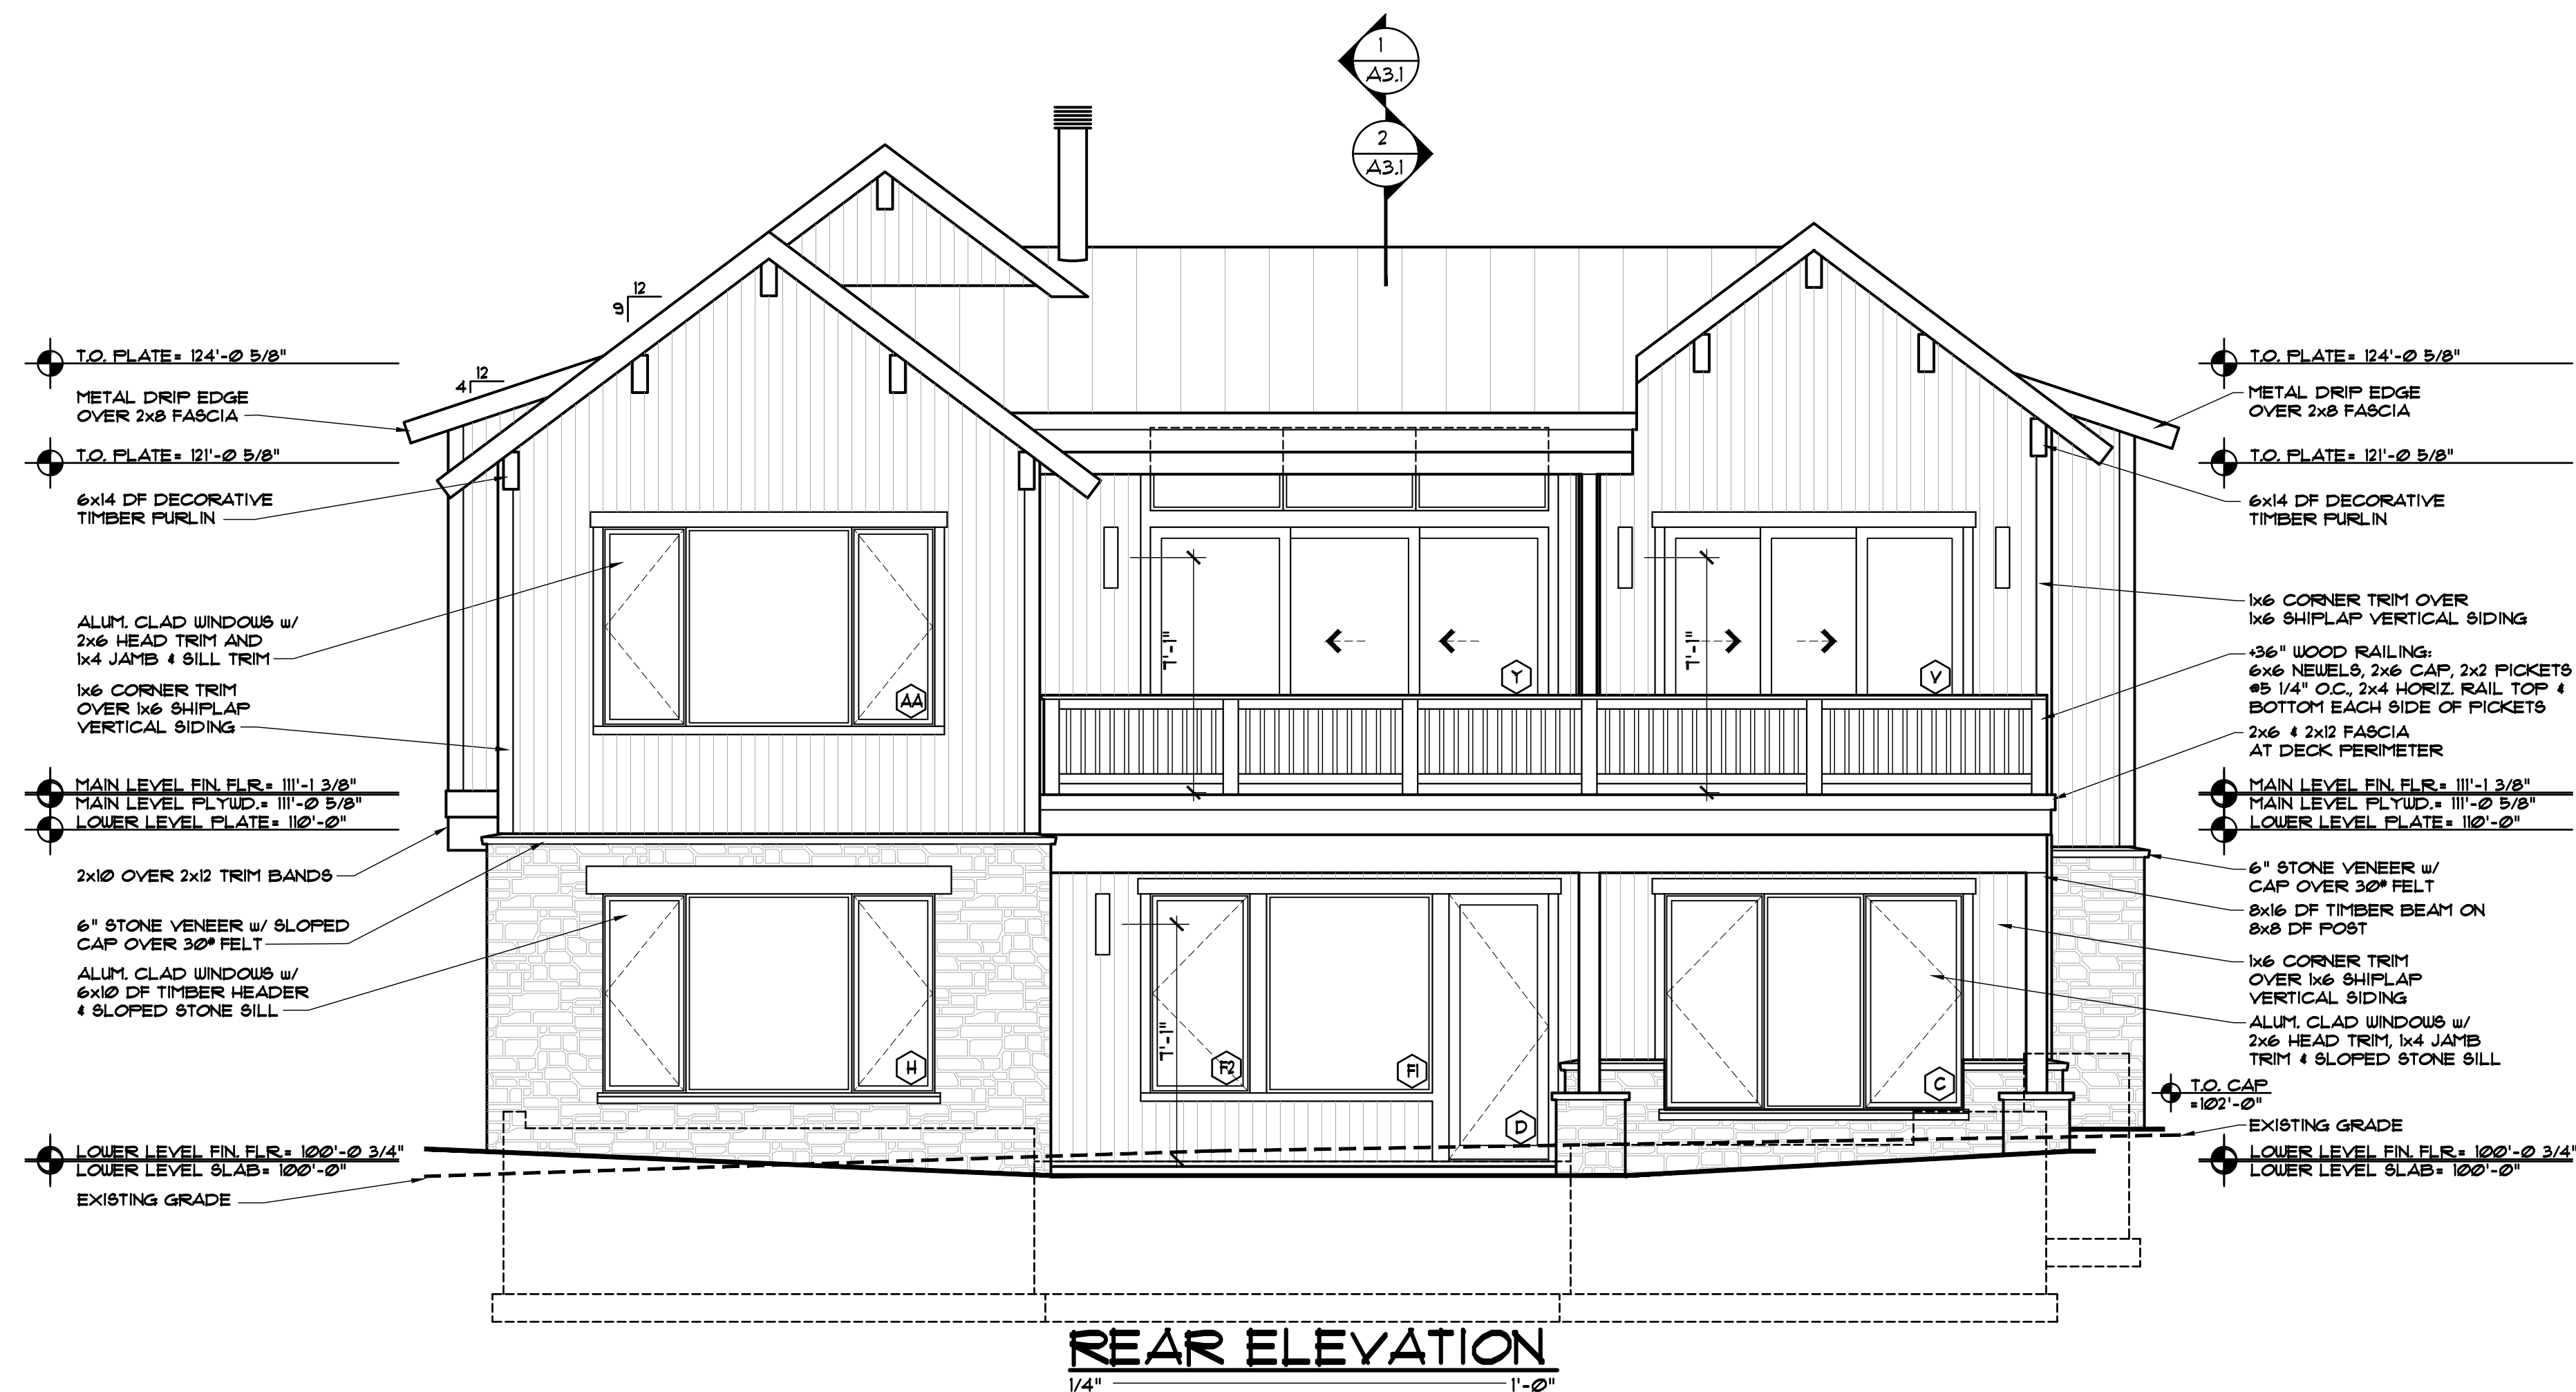 1
A3.1
2
A3.1
12
9
12
4
T.O. PLATE= 124'-0 5/8"
METAL DRIP EDGE
OVER 2x8 FASCIA
T.O. PLATE= 121'-0 5/8"
6x14 DF DECORATIVE
TIMBER PURLIN
ALUM. CLAD WINDOWS w/
2x6 HEAD TRIM AND
1x4 JAMB & SILL TRIM
1x6 CORNER TRIM
OVER 1x6 SHIPLAP
VERTICAL SIDING
MAIN LEVEL FIN. FLR.= 111'-1 3/8"
MAIN LEVEL PLYWD.= 111'-0 5/8"
LOWER LEVEL PLATE= 110'-0"
2x10 OVER 2x12 TRIM BANDS
6" STONE VENEER w/ SLOPED
CAP OVER 30# FELT
ALUM. CLAD WINDOWS w/
6x10 DF TIMBER HEADER
& SLOPED STONE SILL
LOWER LEVEL FIN. FLR.= 100'-0 3/4"
LOWER LEVEL SLAB= 100'-0"
EXISTING GRADE
7'-1"
7'-1"
AA
Y
V
7'-1"
H
F2
F1
D
C
T.O. PLATE= 124'-0 5/8"
METAL DRIP EDGE
OVER 2x8 FASCIA
T.O. PLATE= 121'-0 5/8"
6x14 DF DECORATIVE
TIMBER PURLIN
1x6 CORNER TRIM OVER
1x6 SHIPLAP VERTICAL SIDING
+36" WOOD RAILING:
6x6 NEWELS, 2x6 CAP, 2x2 PICKETS
@5 1/4" O.C., 2x4 HORIZ. RAIL TOP &
BOTTOM EACH SIDE OF PICKETS
2x6 & 2x12 FASCIA
AT DECK PERIMETER
MAIN LEVEL FIN. FLR.= 111'-1 3/8"
MAIN LEVEL PLYWD.= 111'-0 5/8"
LOWER LEVEL PLATE= 110'-0"
6" STONE VENEER w/
CAP OVER 30# FELT
8x16 DF TIMBER BEAM ON
8x8 DF POST
1x6 CORNER TRIM
OVER 1x6 SHIPLAP
VERTICAL SIDING
ALUM. CLAD WINDOWS w/
2x6 HEAD TRIM, 1x4 JAMB
TRIM & SLOPED STONE SILL
T.O. CAP
=102'-0"
EXISTING GRADE
LOWER LEVEL FIN. FLR.= 100'-0 3/4"
LOWER LEVEL SLAB= 100'-0"
REAR ELEVATION
1/4" 1'-0"